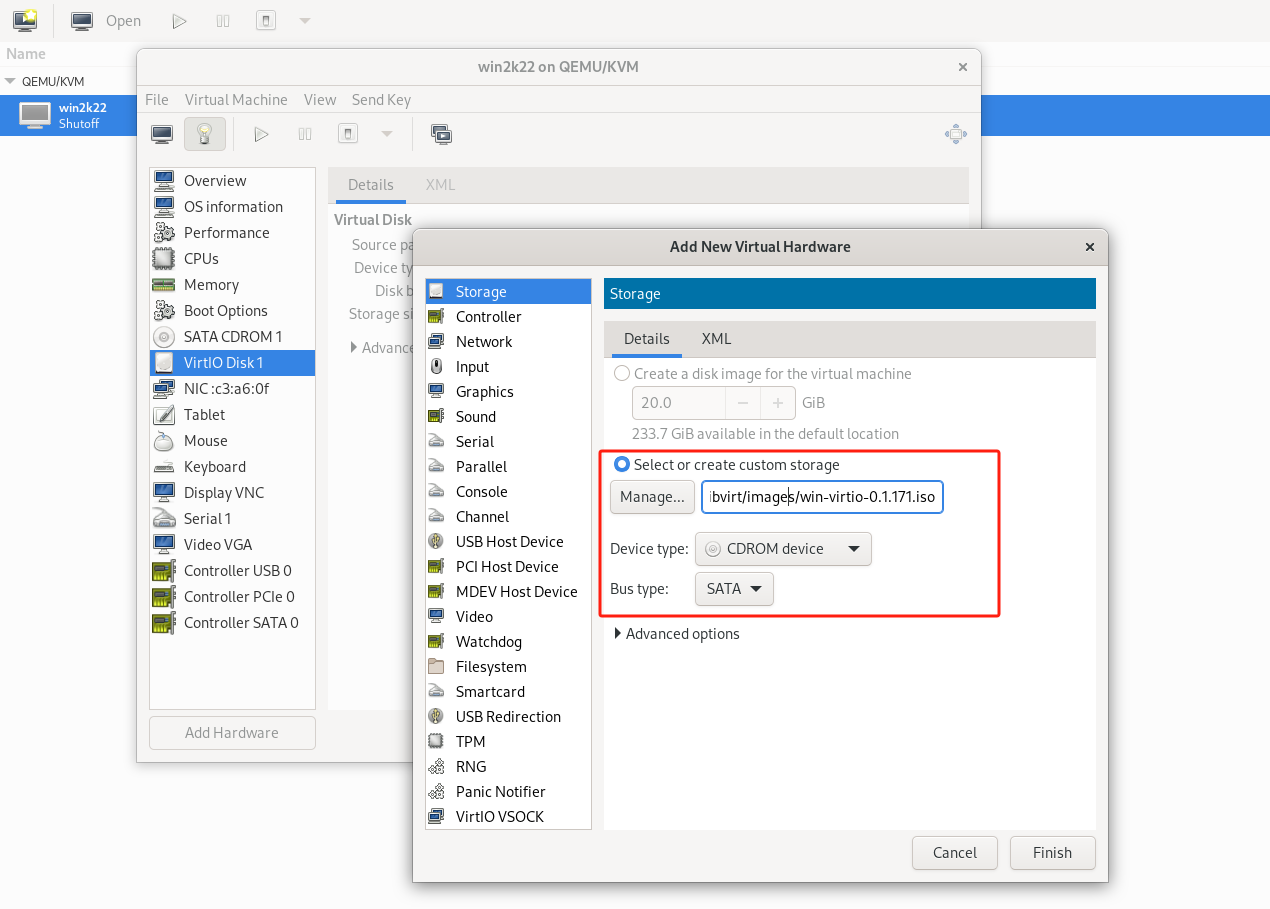 Open
Name
QEMU/KVM
win2k22
Shutoff
win2k22 on QEMU/KVM
File Virtual Machine View Send Key
Overview
OS information
Performance
CPUs
Memory
Boot Options
SATA CDROM 1
VirtIO Disk 1
NIC :c3:a6:0f
Tablet
Mouse
Keyboard
Display VNC
Serial 1
Video VGA
Controller USB 0
Controller PCIe 0
Controller SATA 0
Add Hardware
Details XML
Virtual Disk
Source pa
Device ty
Disk b
Storage si
Advance
Add New Virtual Hardware
Storage
Controller
Network
Input
Graphics
Sound
Serial
Parallel
Console
Channel
USB Host Device
PCI Host Device
MDEV Host Device
Video
Watchdog
Filesystem
Smartcard
USB Redirection
TPM
RNG
Panic Notifier
VirtIO VSOCK
Storage
Details XML
Create a disk image for the virtual machine
20.0 − + GiB
233.7 GiB available in the default location
Select or create custom storage
Manage... bvirt/images/win-virtio-0.1.171.iso
Device type: CDROM device
Bus type: SATA
Advanced options
Cancel Finish